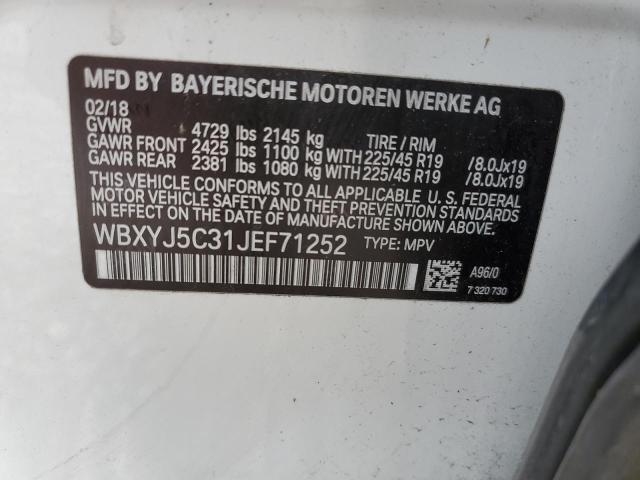 MFD BY BAYERISCHE MOTOREN WERKE AG
02/18
GVWR 4729 lbs 2145 kg TIRE / RIM
GAWR FRONT 2425 lbs 1100 kg WITH 225/45 R19 /8.0Jx19
GAWR REAR 2381 lbs 1080 kg WITH 225/45 R19 /8.0Jx19
THIS VEHICLE CONFORMS TO ALL APPLICABLE U. S. FEDERAL
MOTOR VEHICLE SAFETY BUMPER AND THEFT PREVENTION STANDARDS
IN EFFECT ON THE DATE OF MANUFACTURE SHOWN ABOVE.
WBXYJ5C31JEF71252 TYPE: MPV
A96/0
7 320 730